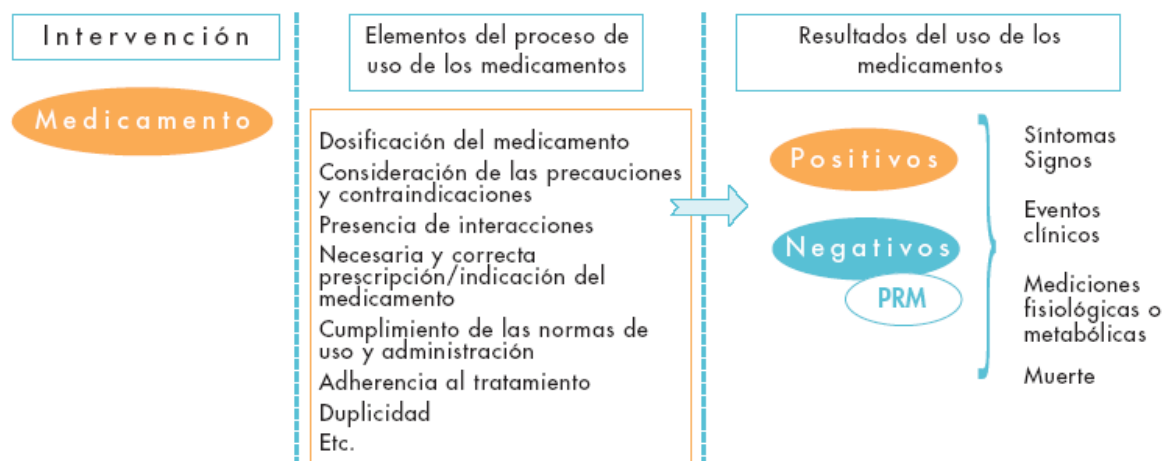 Intervención
Medicamento
Elementos del proceso de
uso de los medicamentos
Dosificación del medicamento
Consideración de las precauciones
y contraindicaciones
Presencia de interacciones
Necesaria y correcta
prescripción/indicación del
medicamento
Cumplimiento de las normas de
uso y administración
Adherencia al tratamiento
Duplicidad
Etc.
Resultados del uso de los
medicamentos
Positivos
Negativos
PRM
Síntomas
Signos
Eventos
clínicos
Mediciones
fisiológicas o
metabólicas
Muerte